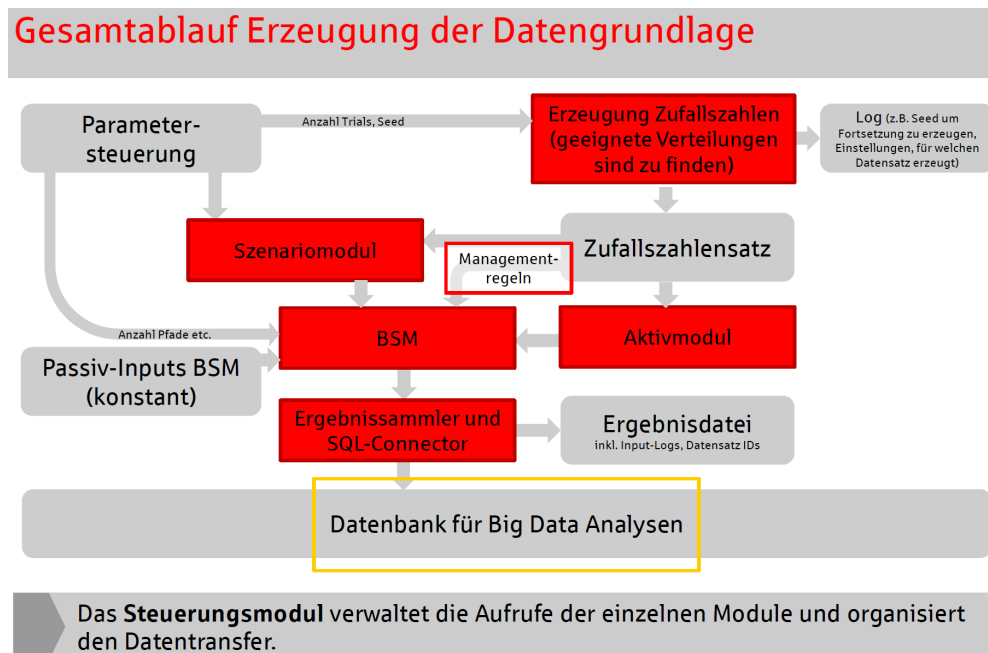 Gesamtablauf Erzeugung der Datengrundlage
Parameter-
steuerung
Anzahl Trials, Seed
Erzeugung Zufallszahlen
(geeignete Verteilungen
sind zu finden)
Log (z.B. Seed um
Fortsetzung zu erzeugen,
Einstellungen, für welchen
Datensatz erzeugt)
Szenariomodul
Management-
regeln
Zufallszahlensatz
Anzahl Pfade etc.
BSM
Aktivmodul
Passiv-Inputs BSM
(konstant)
Ergebnissammler und
SQL-Connector
Ergebnisdatei
inkl. Input-Logs, Datensatz IDs
Datenbank für Big Data Analysen
Das Steuerungsmodul verwaltet die Aufrufe der einzelnen Module und organisiert
den Datentransfer.